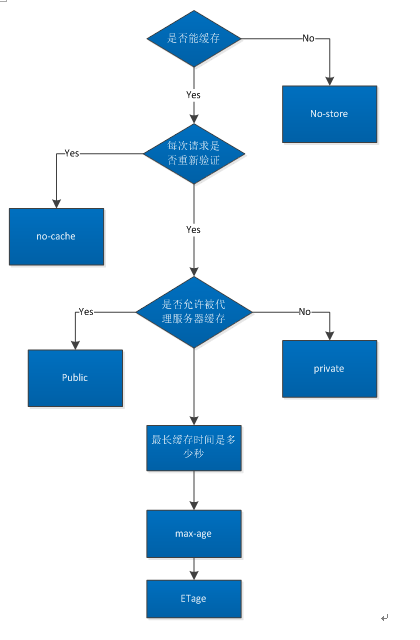 是否能缓存
No
Yes
No-store
每次请求是
否重新验证
Yes
no-cache
Yes
是否允许被代
理服务器缓存
Yes
No
Public
private
最长缓存时间是多
少秒
max-age
ETage